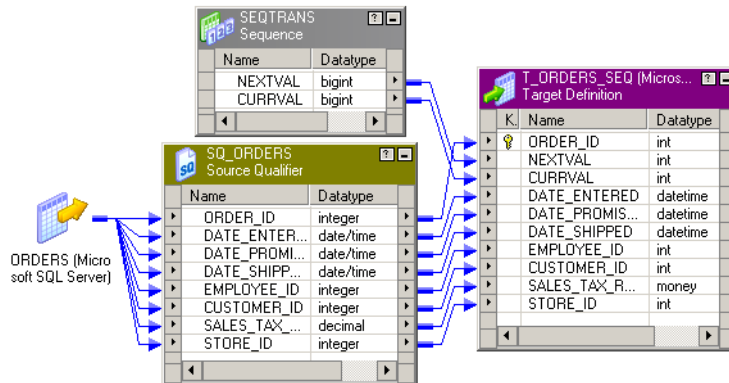 SEQTRANS
Sequence
Name Datatype
NEXTVAL bigint
CURRVAL bigint
ORDERS (Micro
soft SQL Server)
SQ_ORDERS
Source Qualifier
Name Datatype
ORDER_ID integer
DATE_ENTER... date/time
DATE_PROMI... date/time
DATE_SHIPP... date/time
EMPLOYEE_ID integer
CUSTOMER_ID integer
SALES_TAX_... decimal
STORE_ID integer
T_ORDERS_SEQ (Micros...
Target Definition
K. Name Datatype
ORDER_ID int
NEXTVAL int
CURRVAL int
DATE_ENTERED datetime
DATE_PROMIS... datetime
DATE_SHIPPED datetime
EMPLOYEE_ID int
CUSTOMER_ID int
SALES_TAX_R... money
STORE_ID int